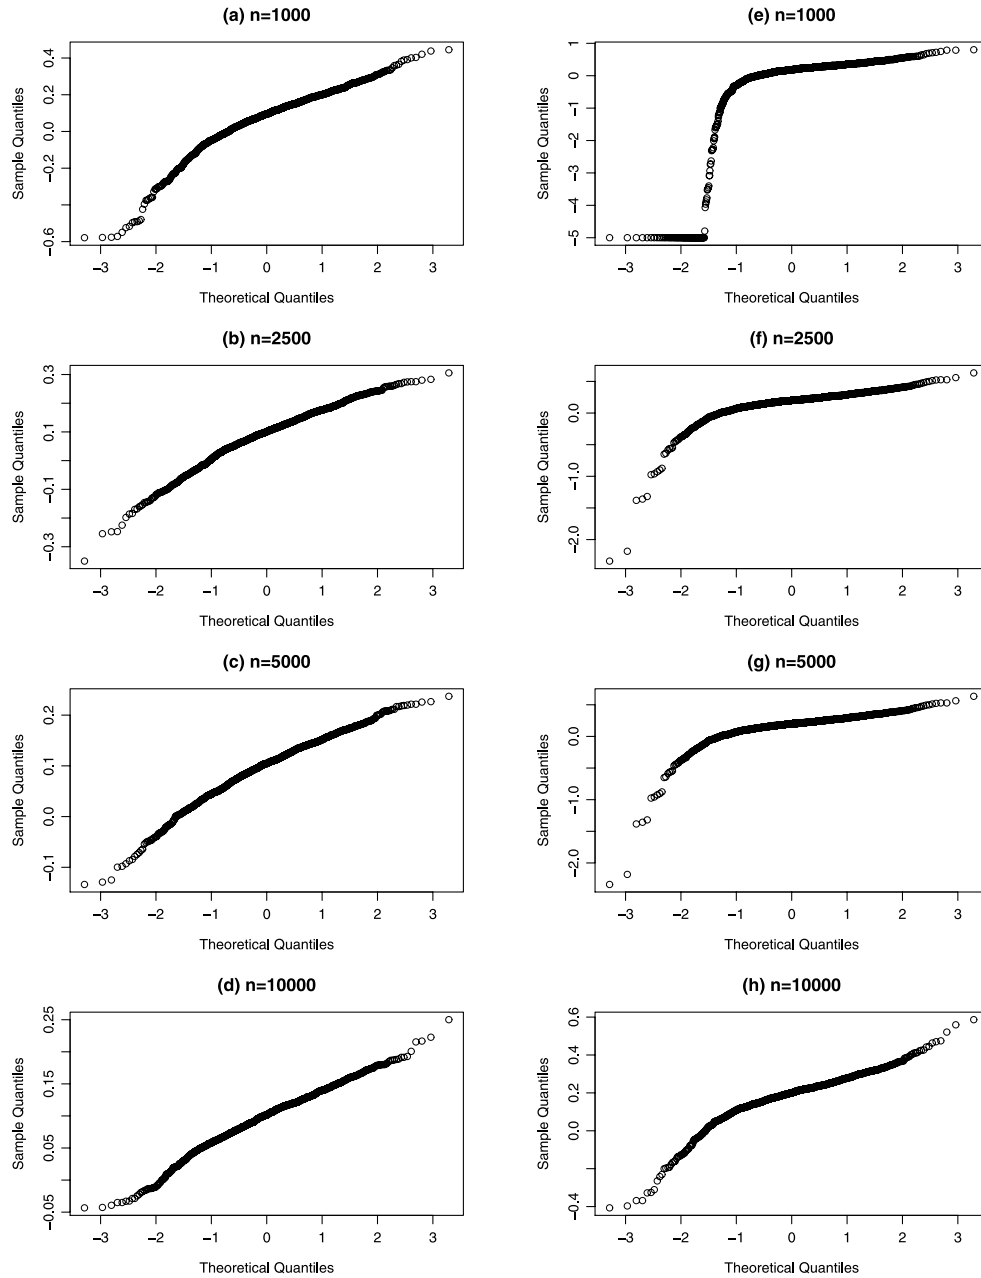 (a) n=1000
Sample Quantiles
0.4
0.2
0.0
−0.2
−0.6
−3 −2 −1 0 1 2 3
Theoretical Quantiles
(e) n=1000
Sample Quantiles
1
0
−1
−2
−3
−4
−5
−3 −2 −1 0 1 2 3
Theoretical Quantiles
(b) n=2500
Sample Quantiles
0.3
0.1
−0.1
−0.3
−3 −2 −1 0 1 2 3
Theoretical Quantiles
(f) n=2500
Sample Quantiles
0.0
−1.0
−2.0
−3 −2 −1 0 1 2 3
Theoretical Quantiles
(c) n=5000
Sample Quantiles
0.2
0.0
−0.1
−3 −2 −1 0 1 2 3
Theoretical Quantiles
(g) n=5000
Sample Quantiles
0.0
−1.0
−2.0
−3 −2 −1 0 1 2 3
Theoretical Quantiles
(d) n=10000
Sample Quantiles
0.25
0.15
0.05
−0.05
−3 −2 −1 0 1 2 3
Theoretical Quantiles
(h) n=10000
Sample Quantiles
0.6
0.4
0.2
0.0
−0.4
−3 −2 −1 0 1 2 3
Theoretical Quantiles